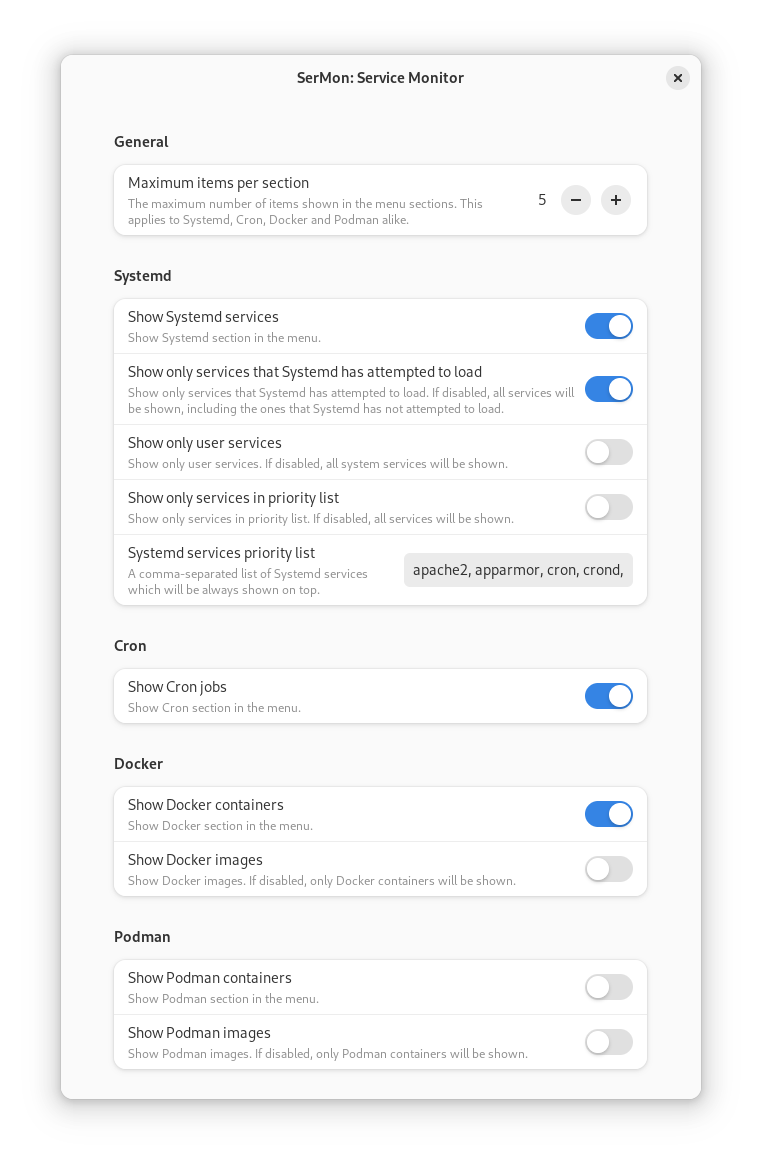 SerMon: Service Monitor
General
Maximum items per section
The maximum number of items shown in the menu sections. This
applies to Systemd, Cron, Docker and Podman alike.
5
Systemd
Show Systemd services
Show Systemd section in the menu.
Show only services that Systemd has attempted to load
Show only services that Systemd has attempted to load. If disabled, all services will
be shown, including the ones that Systemd has not attempted to load.
Show only user services
Show only user services. If disabled, all system services will be shown.
Show only services in priority list
Show only services in priority list. If disabled, all services will be shown.
Systemd services priority list
A comma-separated list of Systemd services
which will be always shown on top.
apache2, apparmor, cron, crond,
Cron
Show Cron jobs
Show Cron section in the menu.
Docker
Show Docker containers
Show Docker section in the menu.
Show Docker images
Show Docker images. If disabled, only Docker containers will be shown.
Podman
Show Podman containers
Show Podman section in the menu.
Show Podman images
Show Podman images. If disabled, only Podman containers will be shown.